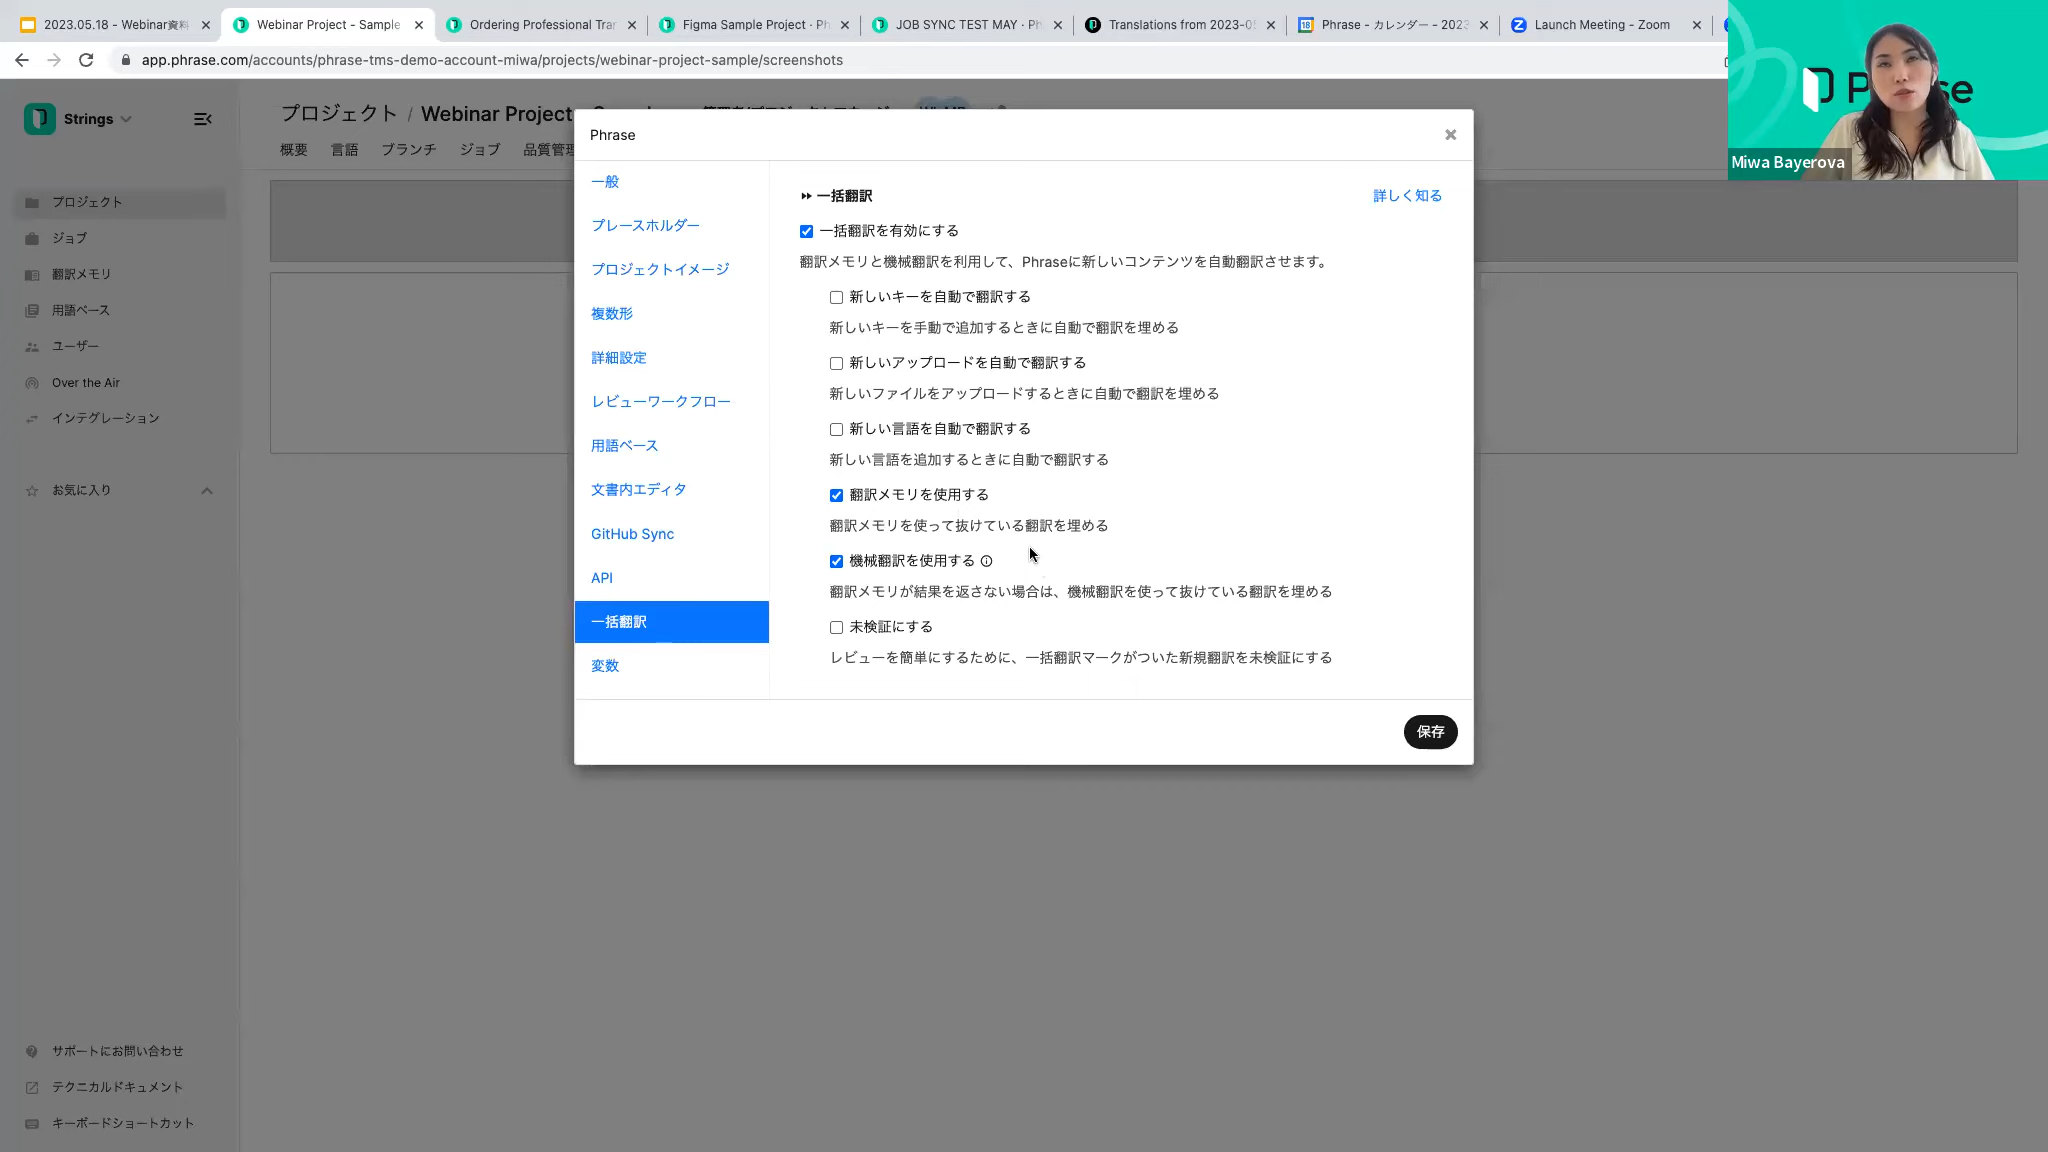 2023.05.18 - Webinar資料
Webinar Project - Sample
Ordering Professional Tra
Figma Sample Project · Ph
JOB SYNC TEST MAY · Ph
Translations from 2023-0
Phrase - カレンダー - 2023
Launch Meeting - Zoom
app.phrase.com/accounts/phrase-tms-demo-account-miwa/projects/webinar-project-sample/screenshots
Miwa Bayerova
Strings
プロジェクト / Webinar Project
概要 言語 ブランチ ジョブ 品質管理
プロジェクト
ジョブ
翻訳メモリ
用語ベース
ユーザー
Over the Air
インテグレーション
お気に入り
サポートにお問い合わせ
テクニカルドキュメント
キーボードショートカット
Phrase
一般
プレースホルダー
プロジェクトイメージ
複数形
詳細設定
レビューワークフロー
用語ベース
文書内エディタ
GitHub Sync
API
一括翻訳
変数
一括翻訳
詳しく知る
一括翻訳を有効にする
翻訳メモリと機械翻訳を利用して、Phraseに新しいコンテンツを自動翻訳させます。
新しいキーを自動で翻訳する
新しいキーを手動で追加するときに自動で翻訳を埋める
新しいアップロードを自動で翻訳する
新しいファイルをアップロードするときに自動で翻訳を埋める
新しい言語を自動で翻訳する
新しい言語を追加するときに自動で翻訳する
翻訳メモリを使用する
翻訳メモリを使って抜けている翻訳を埋める
機械翻訳を使用する
翻訳メモリが結果を返さない場合は、機械翻訳を使って抜けている翻訳を埋める
未検証にする
レビューを簡単にするために、一括翻訳マークがついた新規翻訳を未検証にする
保存